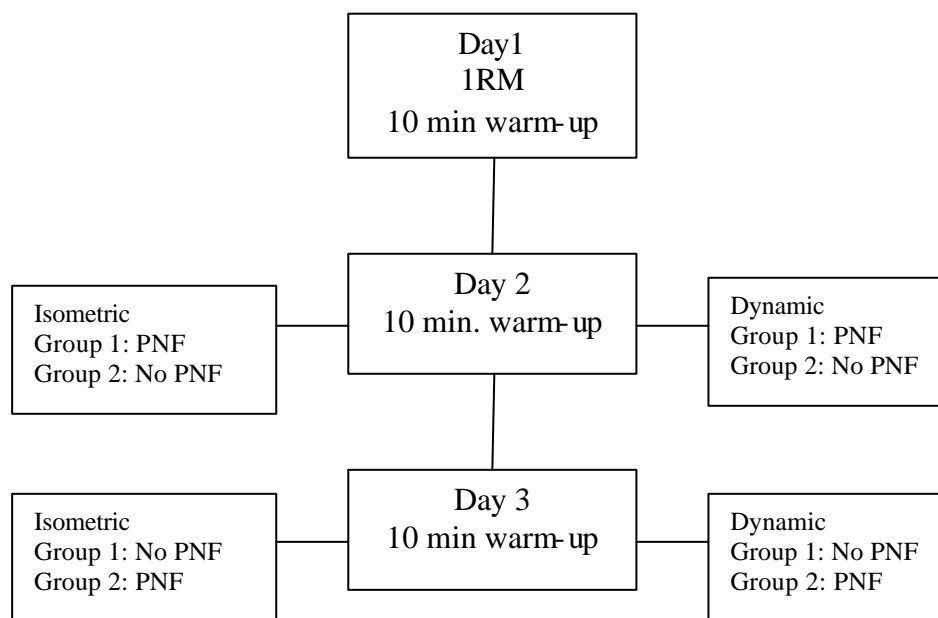 Day1
1RM
10 min warm-up
Day 2
10 min. warm-up
Isometric
Group 1: PNF
Group 2: No PNF
Dynamic
Group 1: PNF
Group 2: No PNF
Day 3
10 min warm-up
Isometric
Group 1: No PNF
Group 2: PNF
Dynamic
Group 1: No PNF
Group 2: PNF